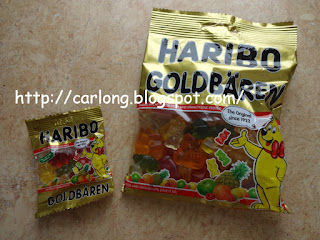 HARIBO
GOLDBÄREN
http://carlong.blogspot.com/
The Original
since 1922
HARIBO
GOLDBÄREN